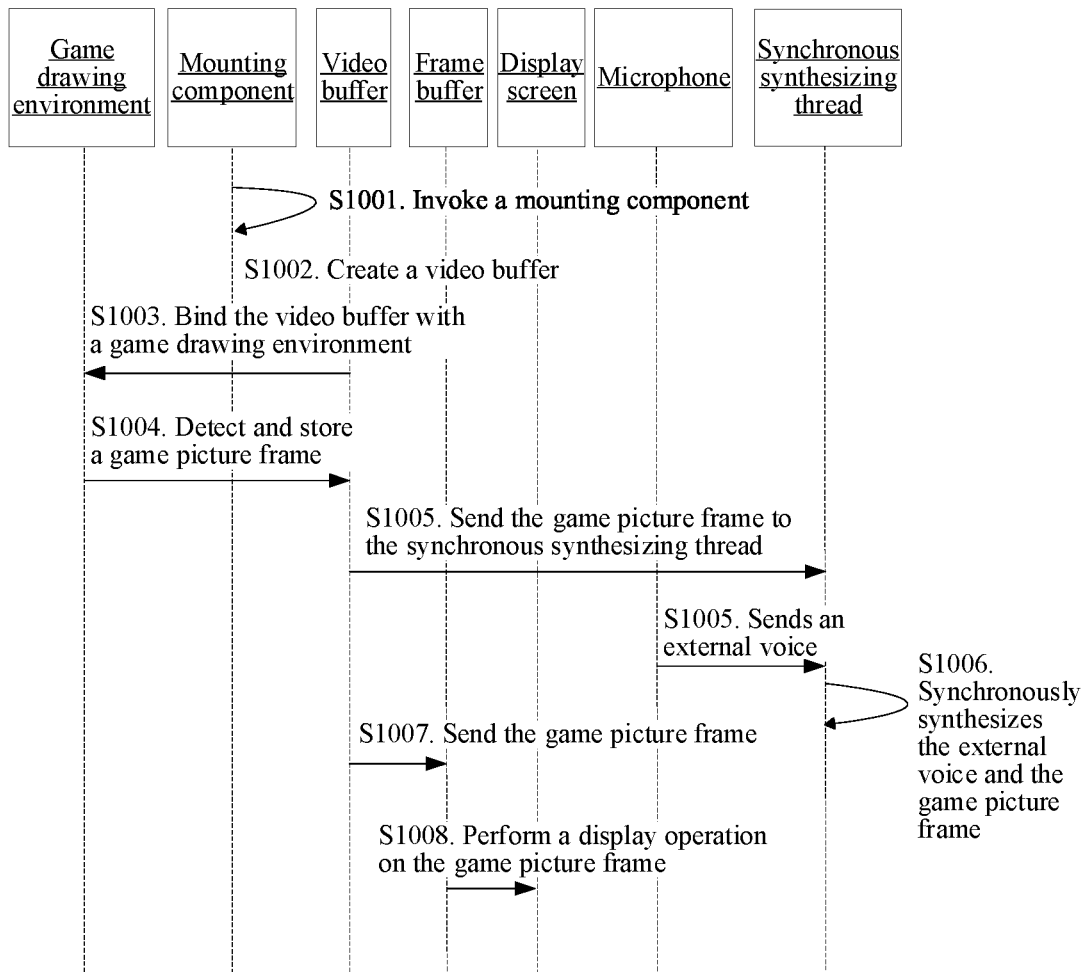 Game
drawing
environment
Mounting
component
Video
buffer
Frame
buffer
Display
screen
Microphone
Synchronous
synthesizing
thread
S1001. Invoke a mounting component
S1002. Create a video buffer
S1003. Bind the video buffer with
a game drawing environment
S1004. Detect and store
a game picture frame
S1005. Send the game picture frame to
the synchronous synthesizing thread
S1005. Sends an
external voice
S1006.
Synchronously
synthesizes
the external
voice and the
game picture
frame
S1007. Send the game picture frame
S1008. Perform a display operation
on the game picture frame